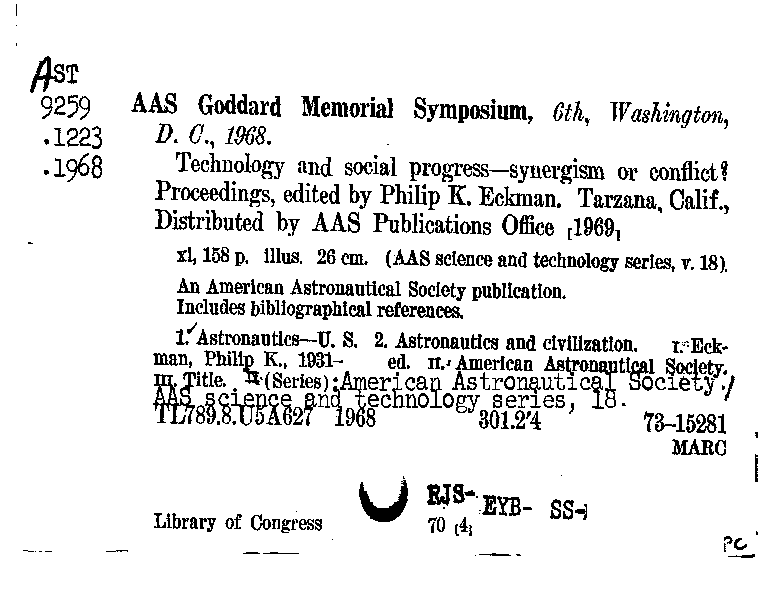 AST
9259
.1223
.1968
AAS Goddard Memorial Symposium, 6th, Washington,
D. C., 1968.
Technology and social progress—synergism or conflict?
Proceedings, edited by Philip K. Eckman. Tarzana, Calif.,
Distributed by AAS Publications Office [1969]
xi, 158 p. illus. 26 cm. (AAS science and technology series, v. 18).
An American Astronautical Society publication.
Includes bibliographical references.
1. Astronautics—U. S. 2. Astronautics and civilization. I. Eck-
man, Philip K., 1931- ed. II. American Astronautical Society.
III. Title. (Series): American Astronautical Society./
AAS science and technology series, 18.
TL789.8.U5A627 1968 301.2'4 73-15281
MARC
RJS- EYB- SS-
Library of Congress 70 [4]
PC